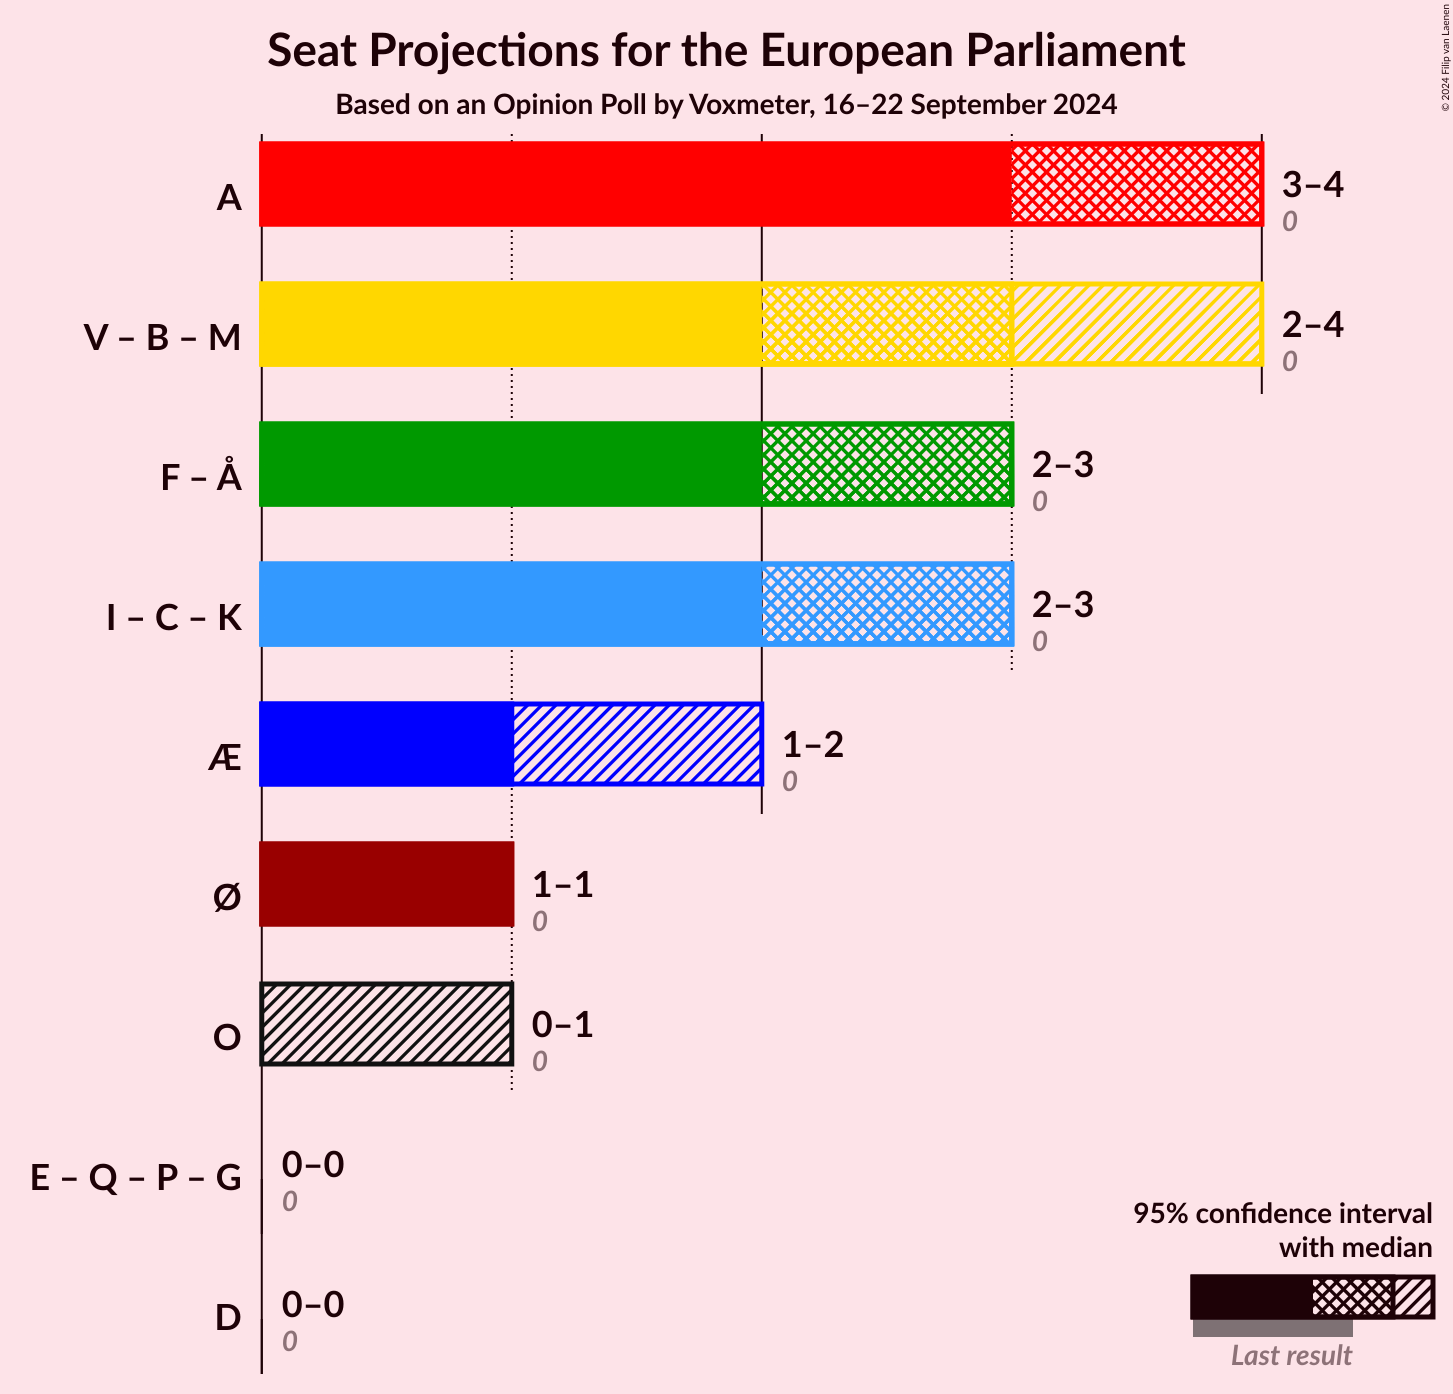 Seat Projections for the European Parliament
Based on an Opinion Poll by Voxmeter, 16–22 September 2024
© 2024 Filip van Laenen
A
3–4
0
V – B – M
2–4
0
F – Å
2–3
0
I – C – K
2–3
0
Æ
1–2
0
Ø
1–1
0
O
0–1
0
E – Q – P – G
0–0
0
D
0–0
0
95% confidence interval
with median
Last result